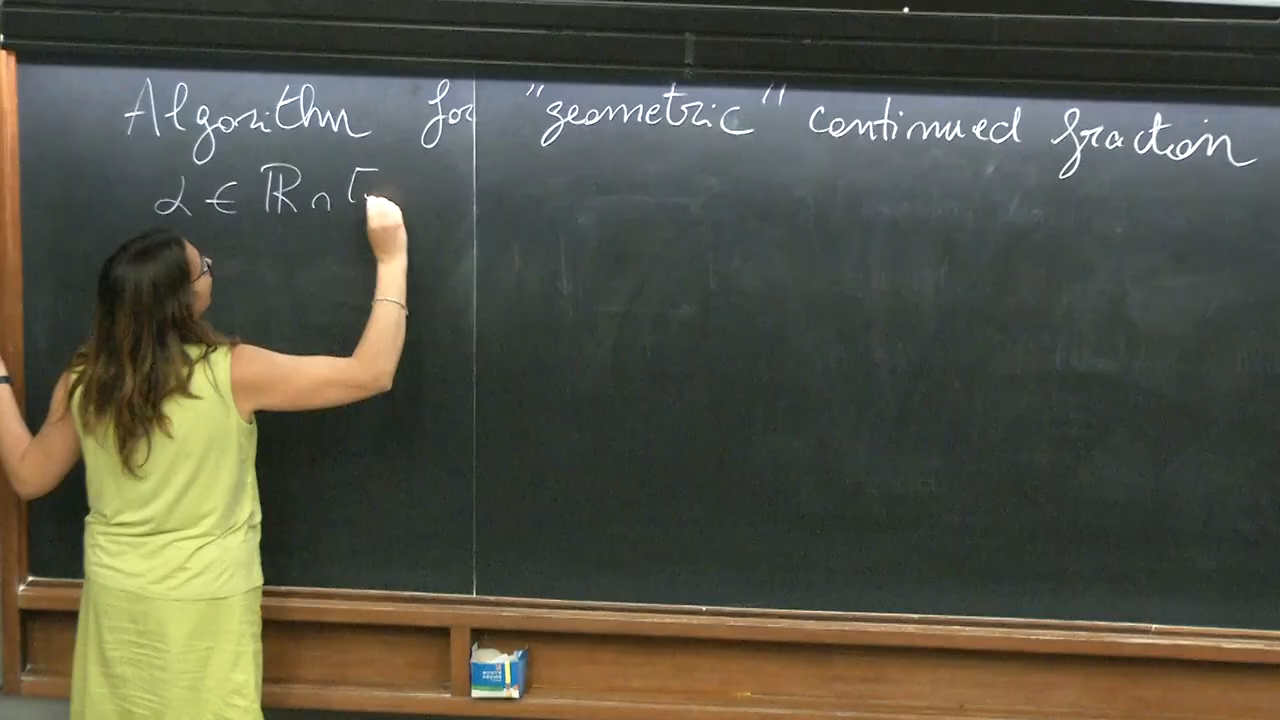 Algorithm for "geometric" continued fraction
α ∈ ℝ ∩ [